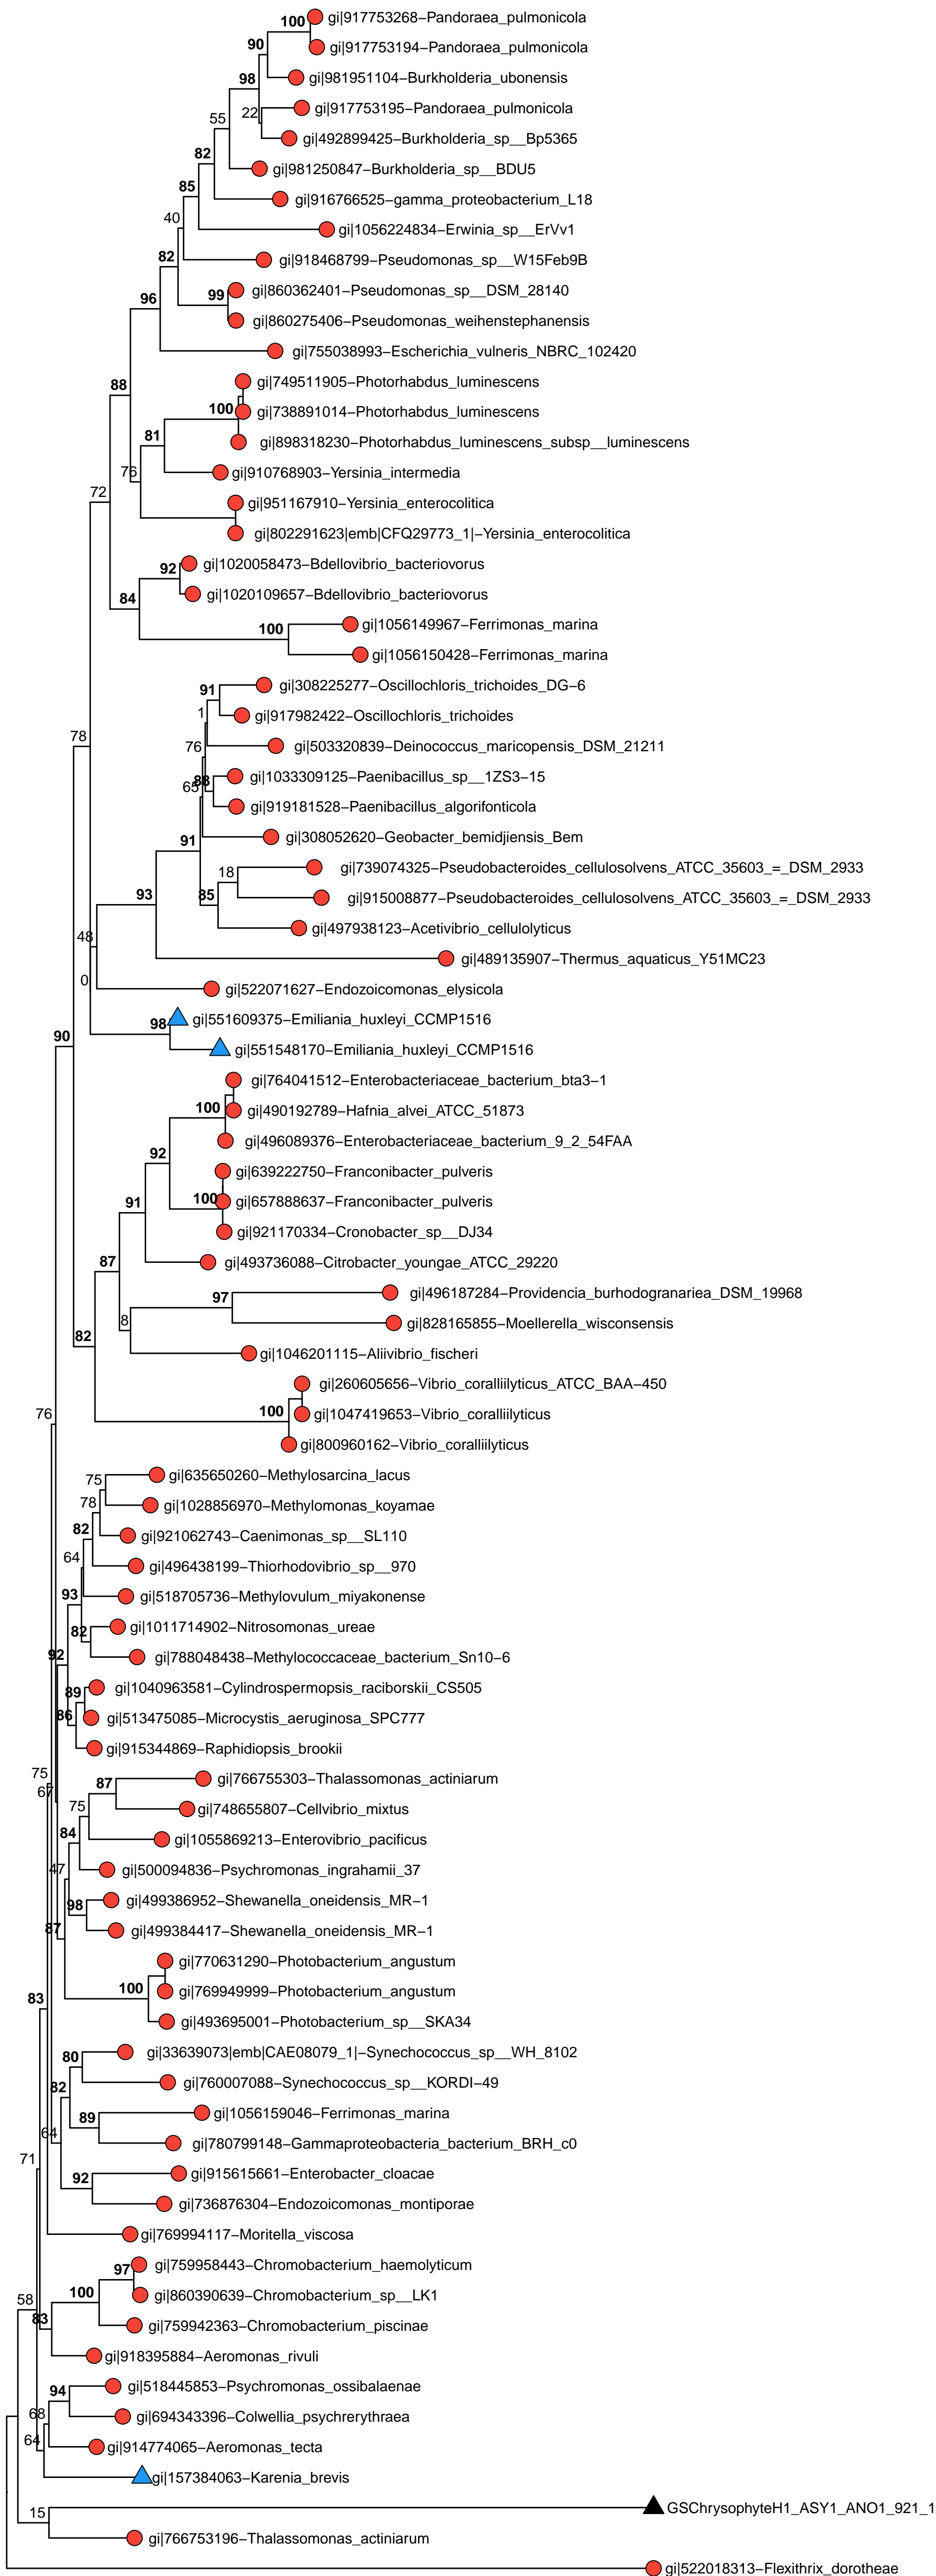 100
gi|917753268−Pandoraea_pulmonicola
90
gi|917753194−Pandoraea_pulmonicola
98
gi|981951104−Burkholderia_ubonensis
22
gi|917753195−Pandoraea_pulmonicola
55
gi|492899425−Burkholderia_sp__Bp5365
82
gi|981250847−Burkholderia_sp__BDU5
85
gi|916766525−gamma_proteobacterium_L18
40
gi|1056224834−Erwinia_sp__ErVv1
82
gi|918468799−Pseudomonas_sp__W15Feb9B
96
99
gi|860362401−Pseudomonas_sp__DSM_28140
gi|860275406−Pseudomonas_weihenstephanensis
gi|755038993−Escherichia_vulneris_NBRC_102420
88
gi|749511905−Photorhabdus_luminescens
100
gi|738891014−Photorhabdus_luminescens
81
gi|898318230−Photorhabdus_luminescens_subsp__luminescens
76
gi|910768903−Yersinia_intermedia
72
gi|951167910−Yersinia_enterocolitica
gi|802291623|emb|CFQ29773_1|−Yersinia_enterocolitica
92
gi|1020058473−Bdellovibrio_bacteriovorus
84
gi|1020109657−Bdellovibrio_bacteriovorus
100
gi|1056149967−Ferrimonas_marina
gi|1056150428−Ferrimonas_marina
91
gi|308225277−Oscillochloris_trichoides_DG−6
1
gi|917982422−Oscillochloris_trichoides
78
76
gi|503320839−Deinococcus_maricopensis_DSM_21211
65
88
gi|1033309125−Paenibacillus_sp__1ZS3−15
gi|919181528−Paenibacillus_algorifonticola
91
gi|308052620−Geobacter_bemidjiensis_Bem
18
gi|739074325−Pseudobacteroides_cellulosolvens_ATCC_35603_=_DSM_2933
93
85
gi|915008877−Pseudobacteroides_cellulosolvens_ATCC_35603_=_DSM_2933
gi|497938123−Acetivibrio_cellulolyticus
48
gi|489135907−Thermus_aquaticus_Y51MC23
0
gi|522071627−Endozoicomonas_elysicola
98
gi|551609375−Emiliania_huxleyi_CCMP1516
90
gi|551548170−Emiliania_huxleyi_CCMP1516
gi|764041512−Enterobacteriaceae_bacterium_bta3−1
100
gi|490192789−Hafnia_alvei_ATCC_51873
92
gi|496089376−Enterobacteriaceae_bacterium_9_2_54FAA
gi|639222750−Franconibacter_pulveris
91
100
gi|657888637−Franconibacter_pulveris
gi|921170334−Cronobacter_sp__DJ34
87
gi|493736088−Citrobacter_youngae_ATCC_29220
97
gi|496187284−Providencia_burhodogranariea_DSM_19968
8
gi|828165855−Moellerella_wisconsensis
82
gi|1046201115−Aliivibrio_fischeri
gi|260605656−Vibrio_coralliilyticus_ATCC_BAA−450
76
100
gi|1047419653−Vibrio_coralliilyticus
gi|800960162−Vibrio_coralliilyticus
75
gi|635650260−Methylosarcina_lacus
78
gi|1028856970−Methylomonas_koyamae
82
gi|921062743−Caenimonas_sp__SL110
64
gi|496438199−Thiorhodovibrio_sp__970
93
gi|518705736−Methylovulum_miyakonense
82
gi|1011714902−Nitrosomonas_ureae
92
gi|788048438−Methylococcaceae_bacterium_Sn10−6
89
gi|1040963581−Cylindrospermopsis_raciborskii_CS505
86
gi|513475085−Microcystis_aeruginosa_SPC777
gi|915344869−Raphidiopsis_brookii
75
67
87
gi|766755303−Thalassomonas_actiniarum
75
gi|748655807−Cellvibrio_mixtus
84
gi|1055869213−Enterovibrio_pacificus
47
gi|500094836−Psychromonas_ingrahamii_37
98
gi|499386952−Shewanella_oneidensis_MR−1
87
gi|499384417−Shewanella_oneidensis_MR−1
gi|770631290−Photobacterium_angustum
100
gi|769949999−Photobacterium_angustum
83
gi|493695001−Photobacterium_sp__SKA34
80
gi|33639073|emb|CAE08079_1|−Synechococcus_sp__WH_8102
82
gi|760007088−Synechococcus_sp__KORDI−49
89
gi|1056159046−Ferrimonas_marina
64
gi|780799148−Gammaproteobacteria_bacterium_BRH_c0
71
92
gi|915615661−Enterobacter_cloacae
gi|736876304−Endozoicomonas_montiporae
gi|769994117−Moritella_viscosa
97
gi|759958443−Chromobacterium_haemolyticum
100
gi|860390639−Chromobacterium_sp__LK1
58
83
gi|759942363−Chromobacterium_piscinae
gi|918395884−Aeromonas_rivuli
94
gi|518445853−Psychromonas_ossibalaenae
68
gi|694343396−Colwellia_psychrerythraea
64
gi|914774065−Aeromonas_tecta
gi|157384063−Karenia_brevis
15
GSChrysophyteH1_ASY1_ANO1_921_1
gi|766753196−Thalassomonas_actiniarum
gi|522018313−Flexithrix_dorotheae